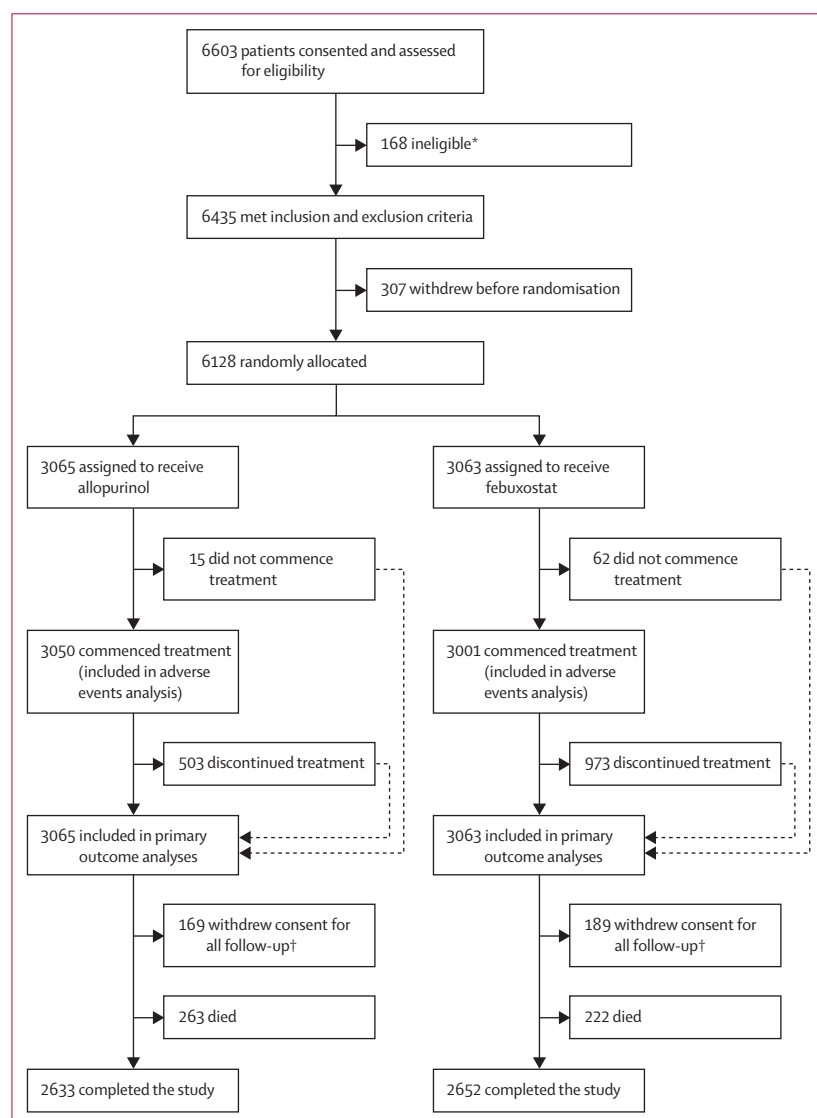 6603 patients consented and assessed
for eligibility
168 ineligible*
6435 met inclusion and exclusion criteria
307 withdrew before randomisation
6128 randomly allocated
3065 assigned to receive
allopurinol
3063 assigned to receive
febuxostat
15 did not commence
treatment
62 did not commence
treatment
3050 commenced treatment
(included in adverse
events analysis)
3001 commenced treatment
(included in adverse
events analysis)
503 discontinued treatment
973 discontinued treatment
3065 included in primary
outcome analyses
3063 included in primary
outcome analyses
169 withdrew consent for
all follow-up†
189 withdrew consent for
all follow-up†
263 died
222 died
2633 completed the study
2652 completed the study